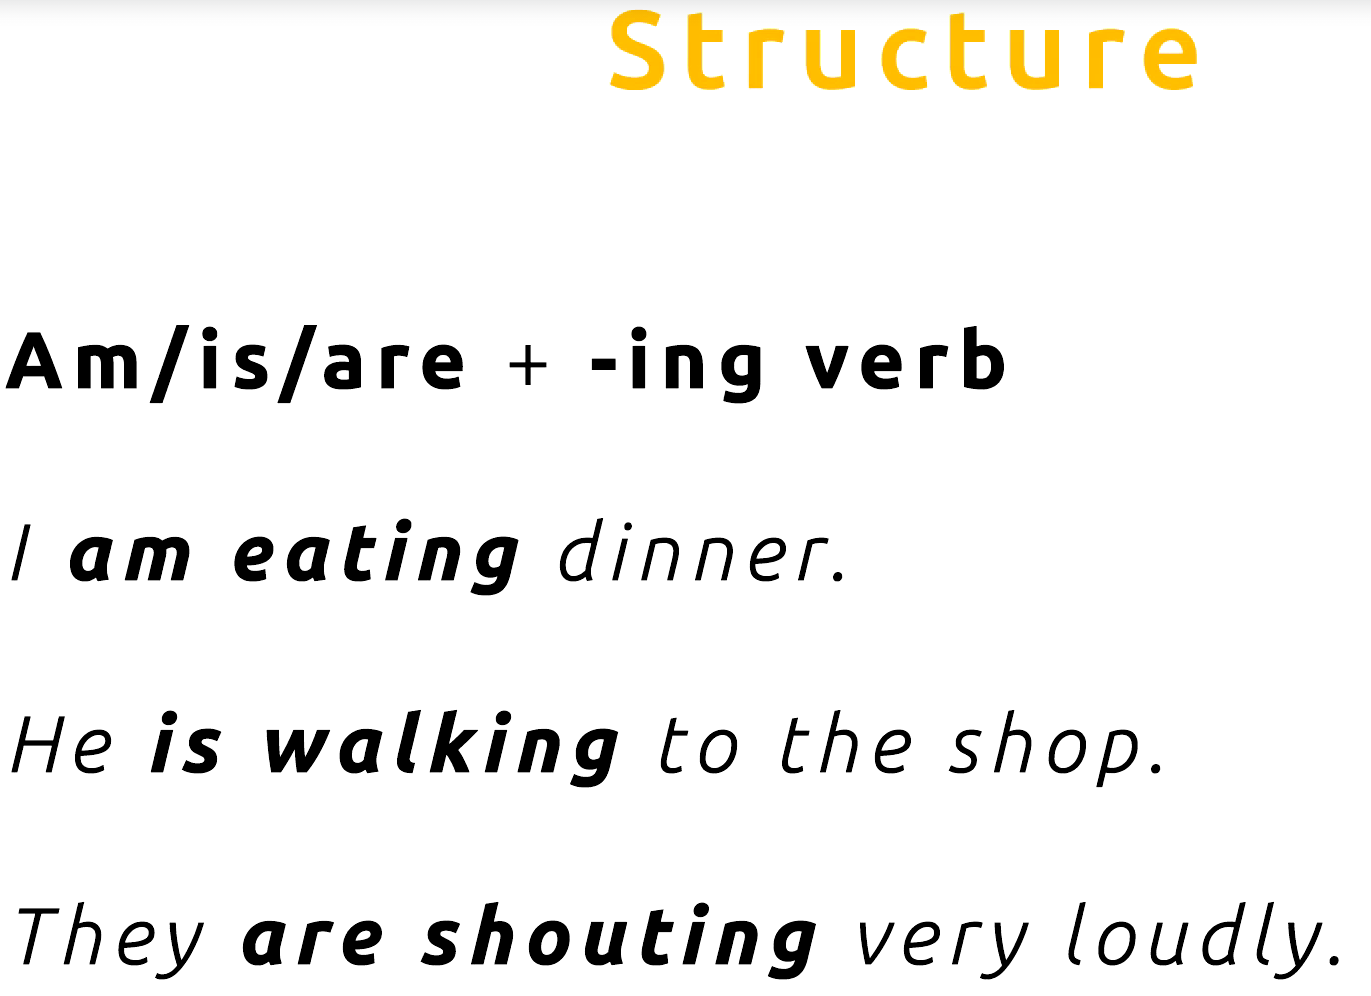 Structure
Am/is/are + -ing verb
I am eating dinner.
He is walking to the shop.
They are shouting very loudly.